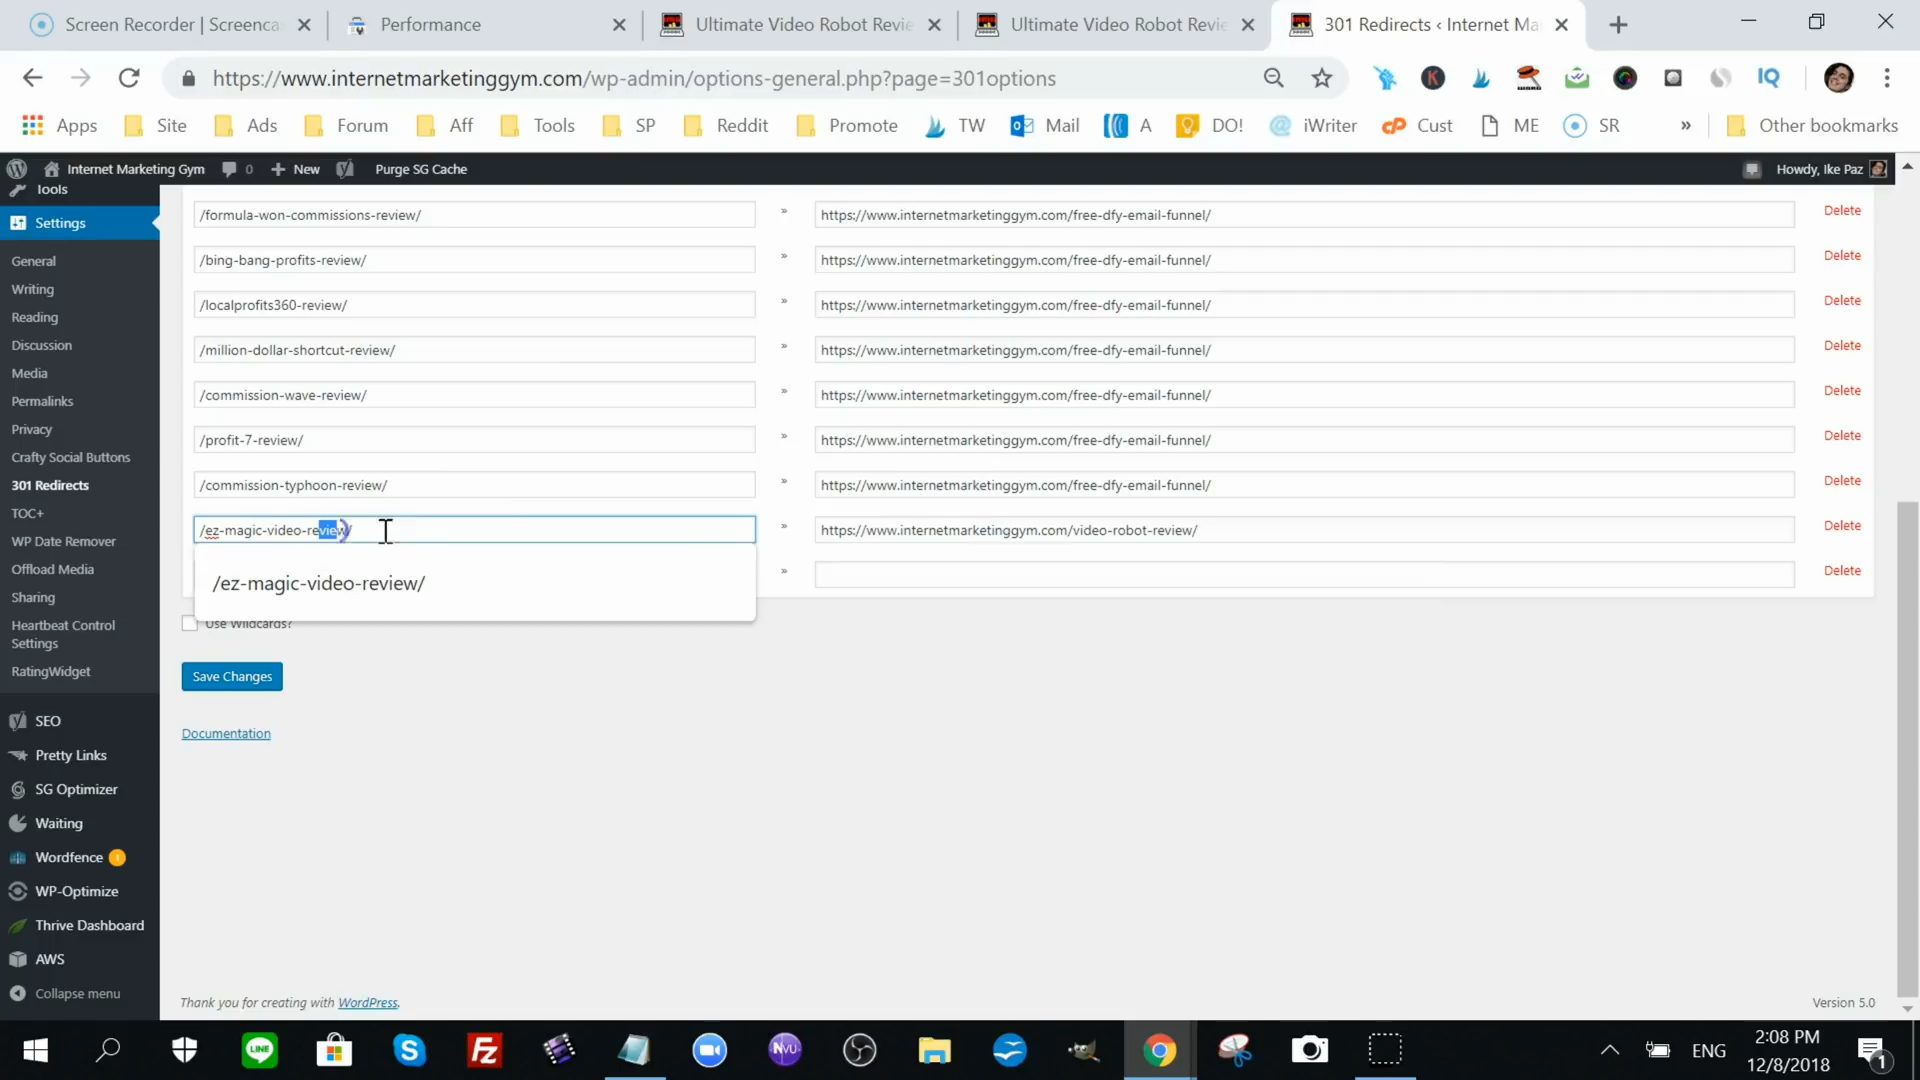 Screen Recorder | Screenca
Performance
Ultimate Video Robot Revie
Ultimate Video Robot Revie
301 Redirects ‹ Internet Ma
https://www.internetmarketinggym.com/wp-admin/options-general.php?page=301options
K
IQ
Apps
Site
Ads
Forum
Aff
Tools
SP
Reddit
Promote
TW
Mail
A
DO!
iWriter
Cust
ME
SR
»
Other bookmarks
Internet Marketing Gym
0
New
Purge SG Cache
Howdy, Ike Paz
Tools
Settings
General
Writing
Reading
Discussion
Media
Permalinks
Privacy
Crafty Social Buttons
301 Redirects
TOC+
WP Date Remover
Offload Media
Sharing
Heartbeat Control
Settings
RatingWidget
SEO
Pretty Links
SG Optimizer
Waiting
Wordfence 1
WP-Optimize
Thrive Dashboard
AWS
Collapse menu
/formula-won-commissions-review/ » https://www.internetmarketinggym.com/free-dfy-email-funnel/ Delete
/bing-bang-profits-review/ » https://www.internetmarketinggym.com/free-dfy-email-funnel/ Delete
/localprofits360-review/ » https://www.internetmarketinggym.com/free-dfy-email-funnel/ Delete
/million-dollar-shortcut-review/ » https://www.internetmarketinggym.com/free-dfy-email-funnel/ Delete
/commission-wave-review/ » https://www.internetmarketinggym.com/free-dfy-email-funnel/ Delete
/profit-7-review/ » https://www.internetmarketinggym.com/free-dfy-email-funnel/ Delete
/commission-typhoon-review/ » https://www.internetmarketinggym.com/free-dfy-email-funnel/ Delete
/ez-magic-video-review/ » https://www.internetmarketinggym.com/video-robot-review/ Delete
/ez-magic-video-review/
» Delete
Use Wildcards?
Save Changes
Documentation
Thank you for creating with WordPress.
Version 5.0
LINE
S
FZ
NVU
ENG
2:08 PM
12/8/2018
1